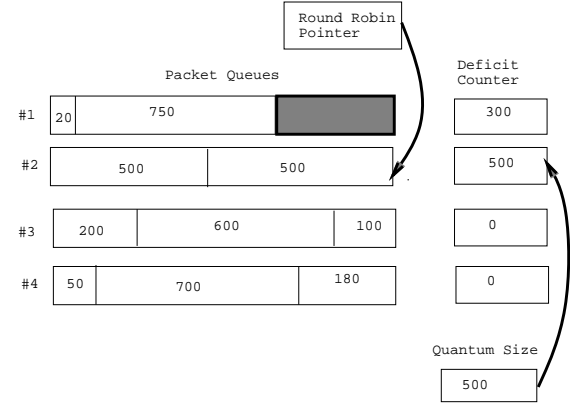 Round Robin
Pointer
Packet Queues
Deficit
Counter
#1 20 750 300
#2 500 500 500
#3 200 600 100 0
#4 50 700 180 0
Quantum Size
500